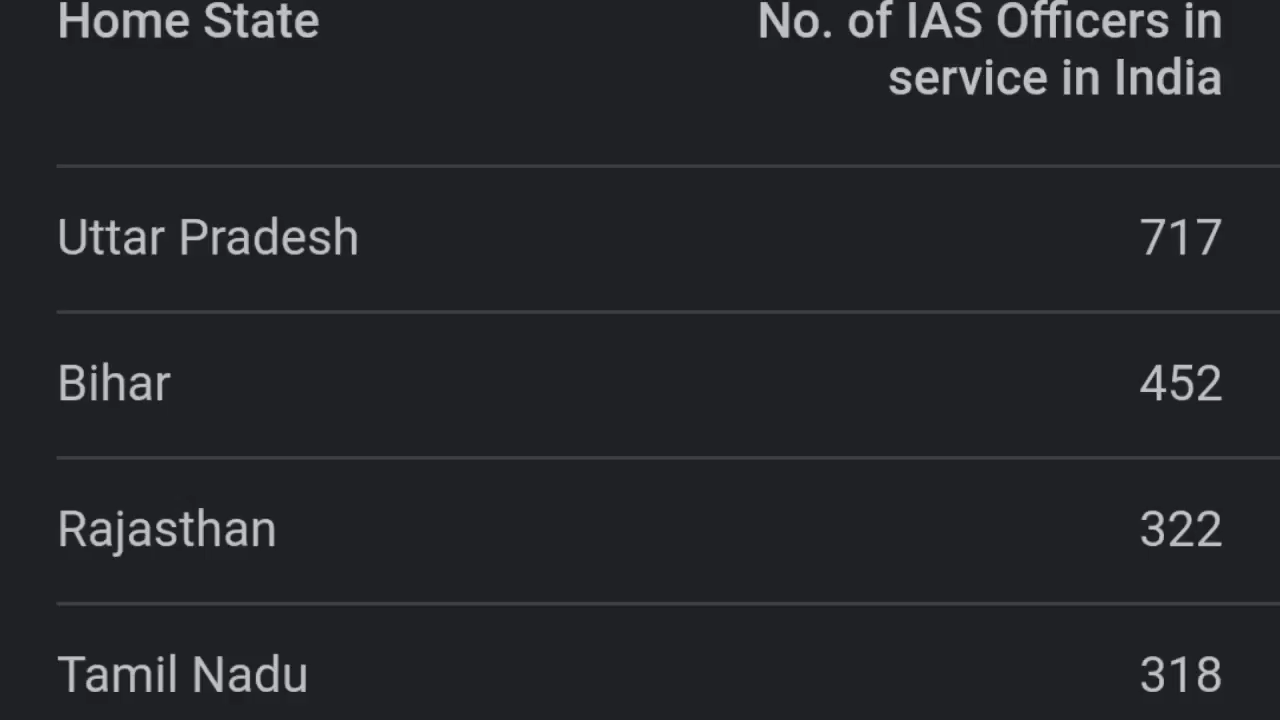 Home State
No. of IAS Officers in
service in India
Uttar Pradesh 717
Bihar 452
Rajasthan 322
Tamil Nadu 318